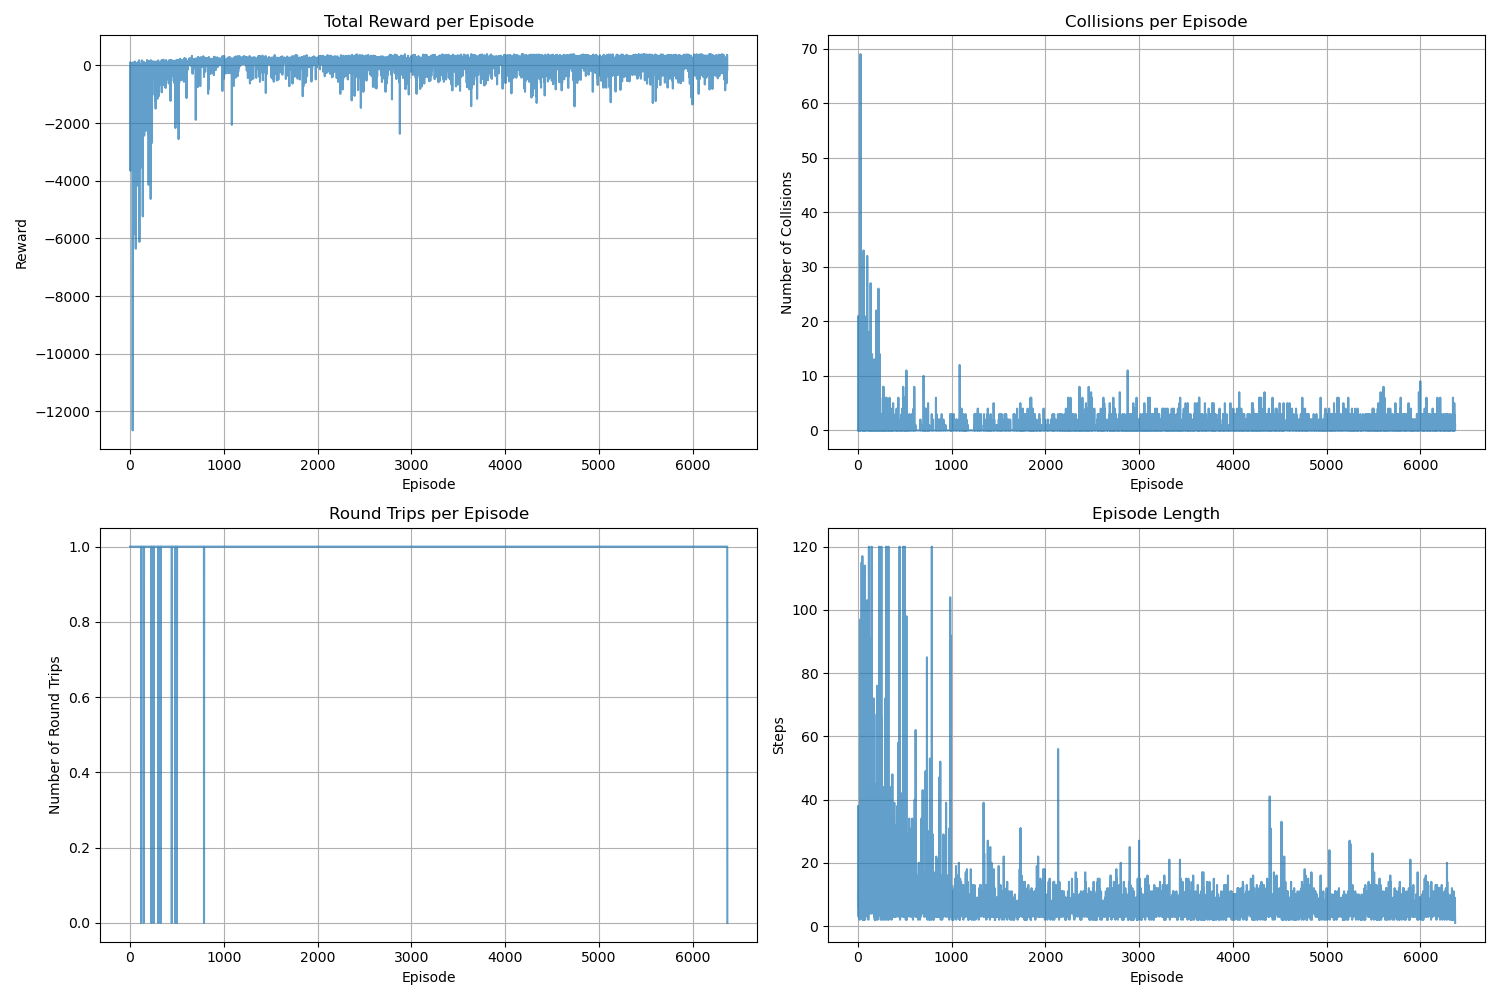 Total Reward per Episode
0
−2000
−4000
−6000
−8000
−10000
−12000
Reward
0 1000 2000 3000 4000 5000 6000
Episode
Collisions per Episode
70
60
50
40
30
20
10
0
Number of Collisions
0 1000 2000 3000 4000 5000 6000
Episode
Round Trips per Episode
1.0
0.8
0.6
0.4
0.2
0.0
Number of Round Trips
0 1000 2000 3000 4000 5000 6000
Episode
Episode Length
120
100
80
60
40
20
0
Steps
0 1000 2000 3000 4000 5000 6000
Episode